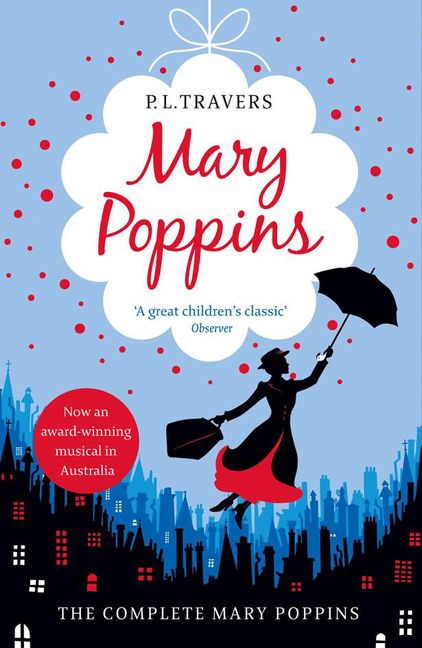 P.L.TRAVERS
Mary
Poppins
‘A great children’s classic’
Observer
Now an
award-winning
musical in
Australia
THE COMPLETE MARY POPPINS